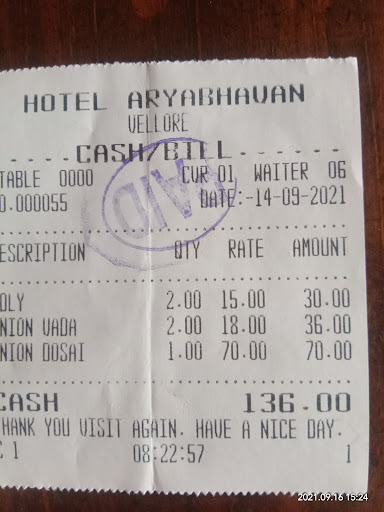 HOTEL ARYABHAVAN
VELLORE
.....CASH/BILL......
TABLE 0000 CVR 01 WAITER 06
O.000055 DATE:-14-09-2021
PAID
ESCRIPTION QTY RATE AMOUNT
DLY 2.00 15.00 30.00
NION VADA 2.00 18.00 36.00
NION DOSAI 1.00 70.00 70.00
CASH 136.00
HANK YOU VISIT AGAIN. HAVE A NICE DAY.
C 1 08:22:57 1
2021.09.16 15:24